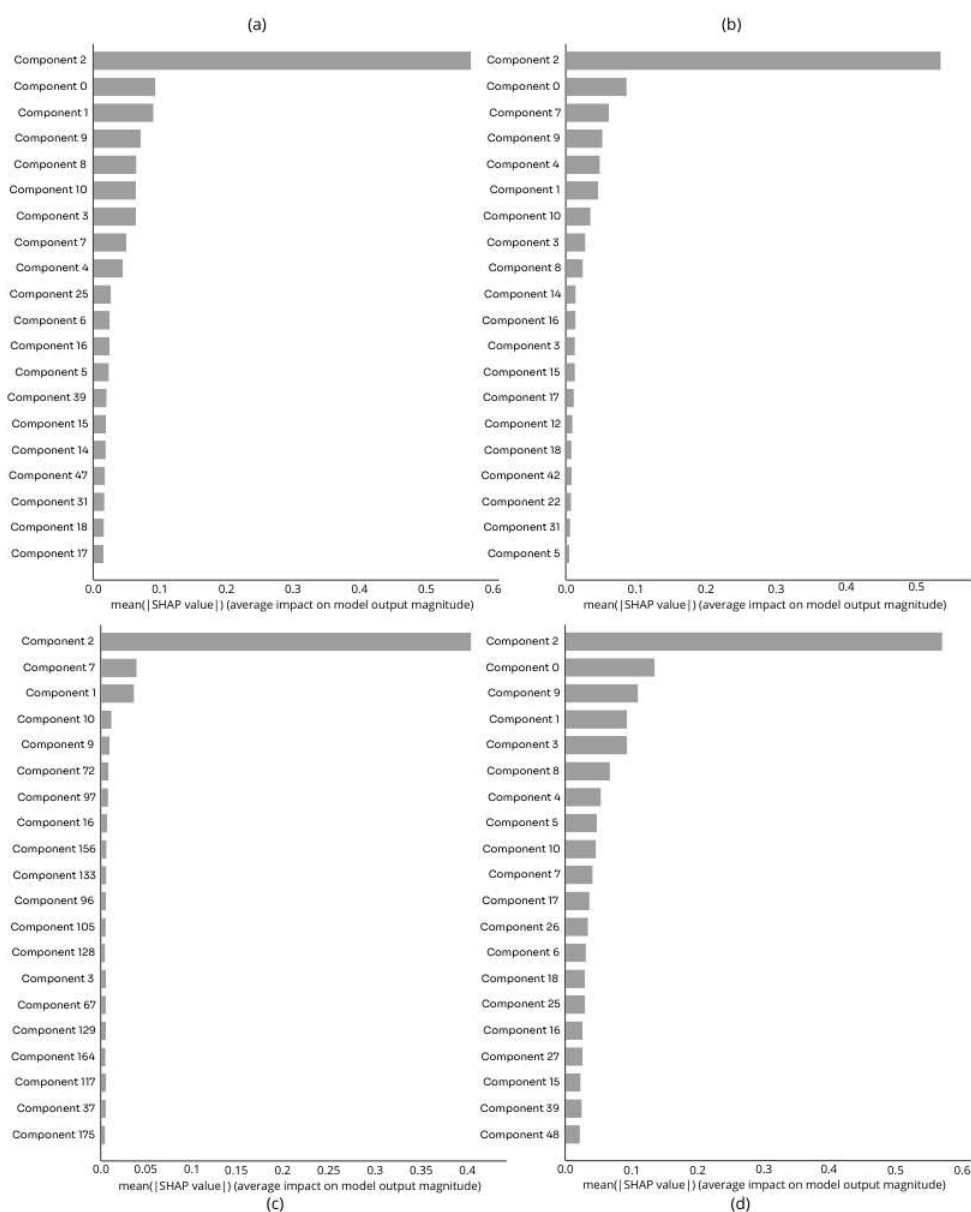 (a)
Component 2
Component 0
Component 1
Component 9
Component 8
Component 10
Component 3
Component 7
Component 4
Component 25
Component 6
Component 16
Component 5
Component 39
Component 15
Component 14
Component 47
Component 31
Component 18
Component 17
0.0 0.1 0.2 0.3 0.4 0.5 0.6
mean(|SHAP value|) (average impact on model output magnitude)
(b)
Component 2
Component 0
Component 7
Component 9
Component 4
Component 1
Component 10
Component 3
Component 8
Component 14
Component 16
Component 3
Component 15
Component 17
Component 12
Component 18
Component 42
Component 22
Component 31
Component 5
0.0 0.1 0.2 0.3 0.4 0.5
mean(|SHAP value|) (average impact on model output magnitude)
Component 2
Component 7
Component 1
Component 10
Component 9
Component 72
Component 97
Component 16
Component 156
Component 133
Component 96
Component 105
Component 128
Component 3
Component 67
Component 129
Component 164
Component 117
Component 37
Component 175
0.0 0.05 0.1 0.15 0.2 0.25 0.3 0.35 0.4
mean(|SHAP value|) (average impact on model output magnitude)
(c)
Component 2
Component 0
Component 9
Component 1
Component 3
Component 8
Component 4
Component 5
Component 10
Component 7
Component 17
Component 26
Component 6
Component 18
Component 25
Component 16
Component 27
Component 15
Component 39
Component 48
0.0 0.1 0.2 0.3 0.4 0.5 0.6
mean(|SHAP value|) (average impact on model output magnitude)
(d)